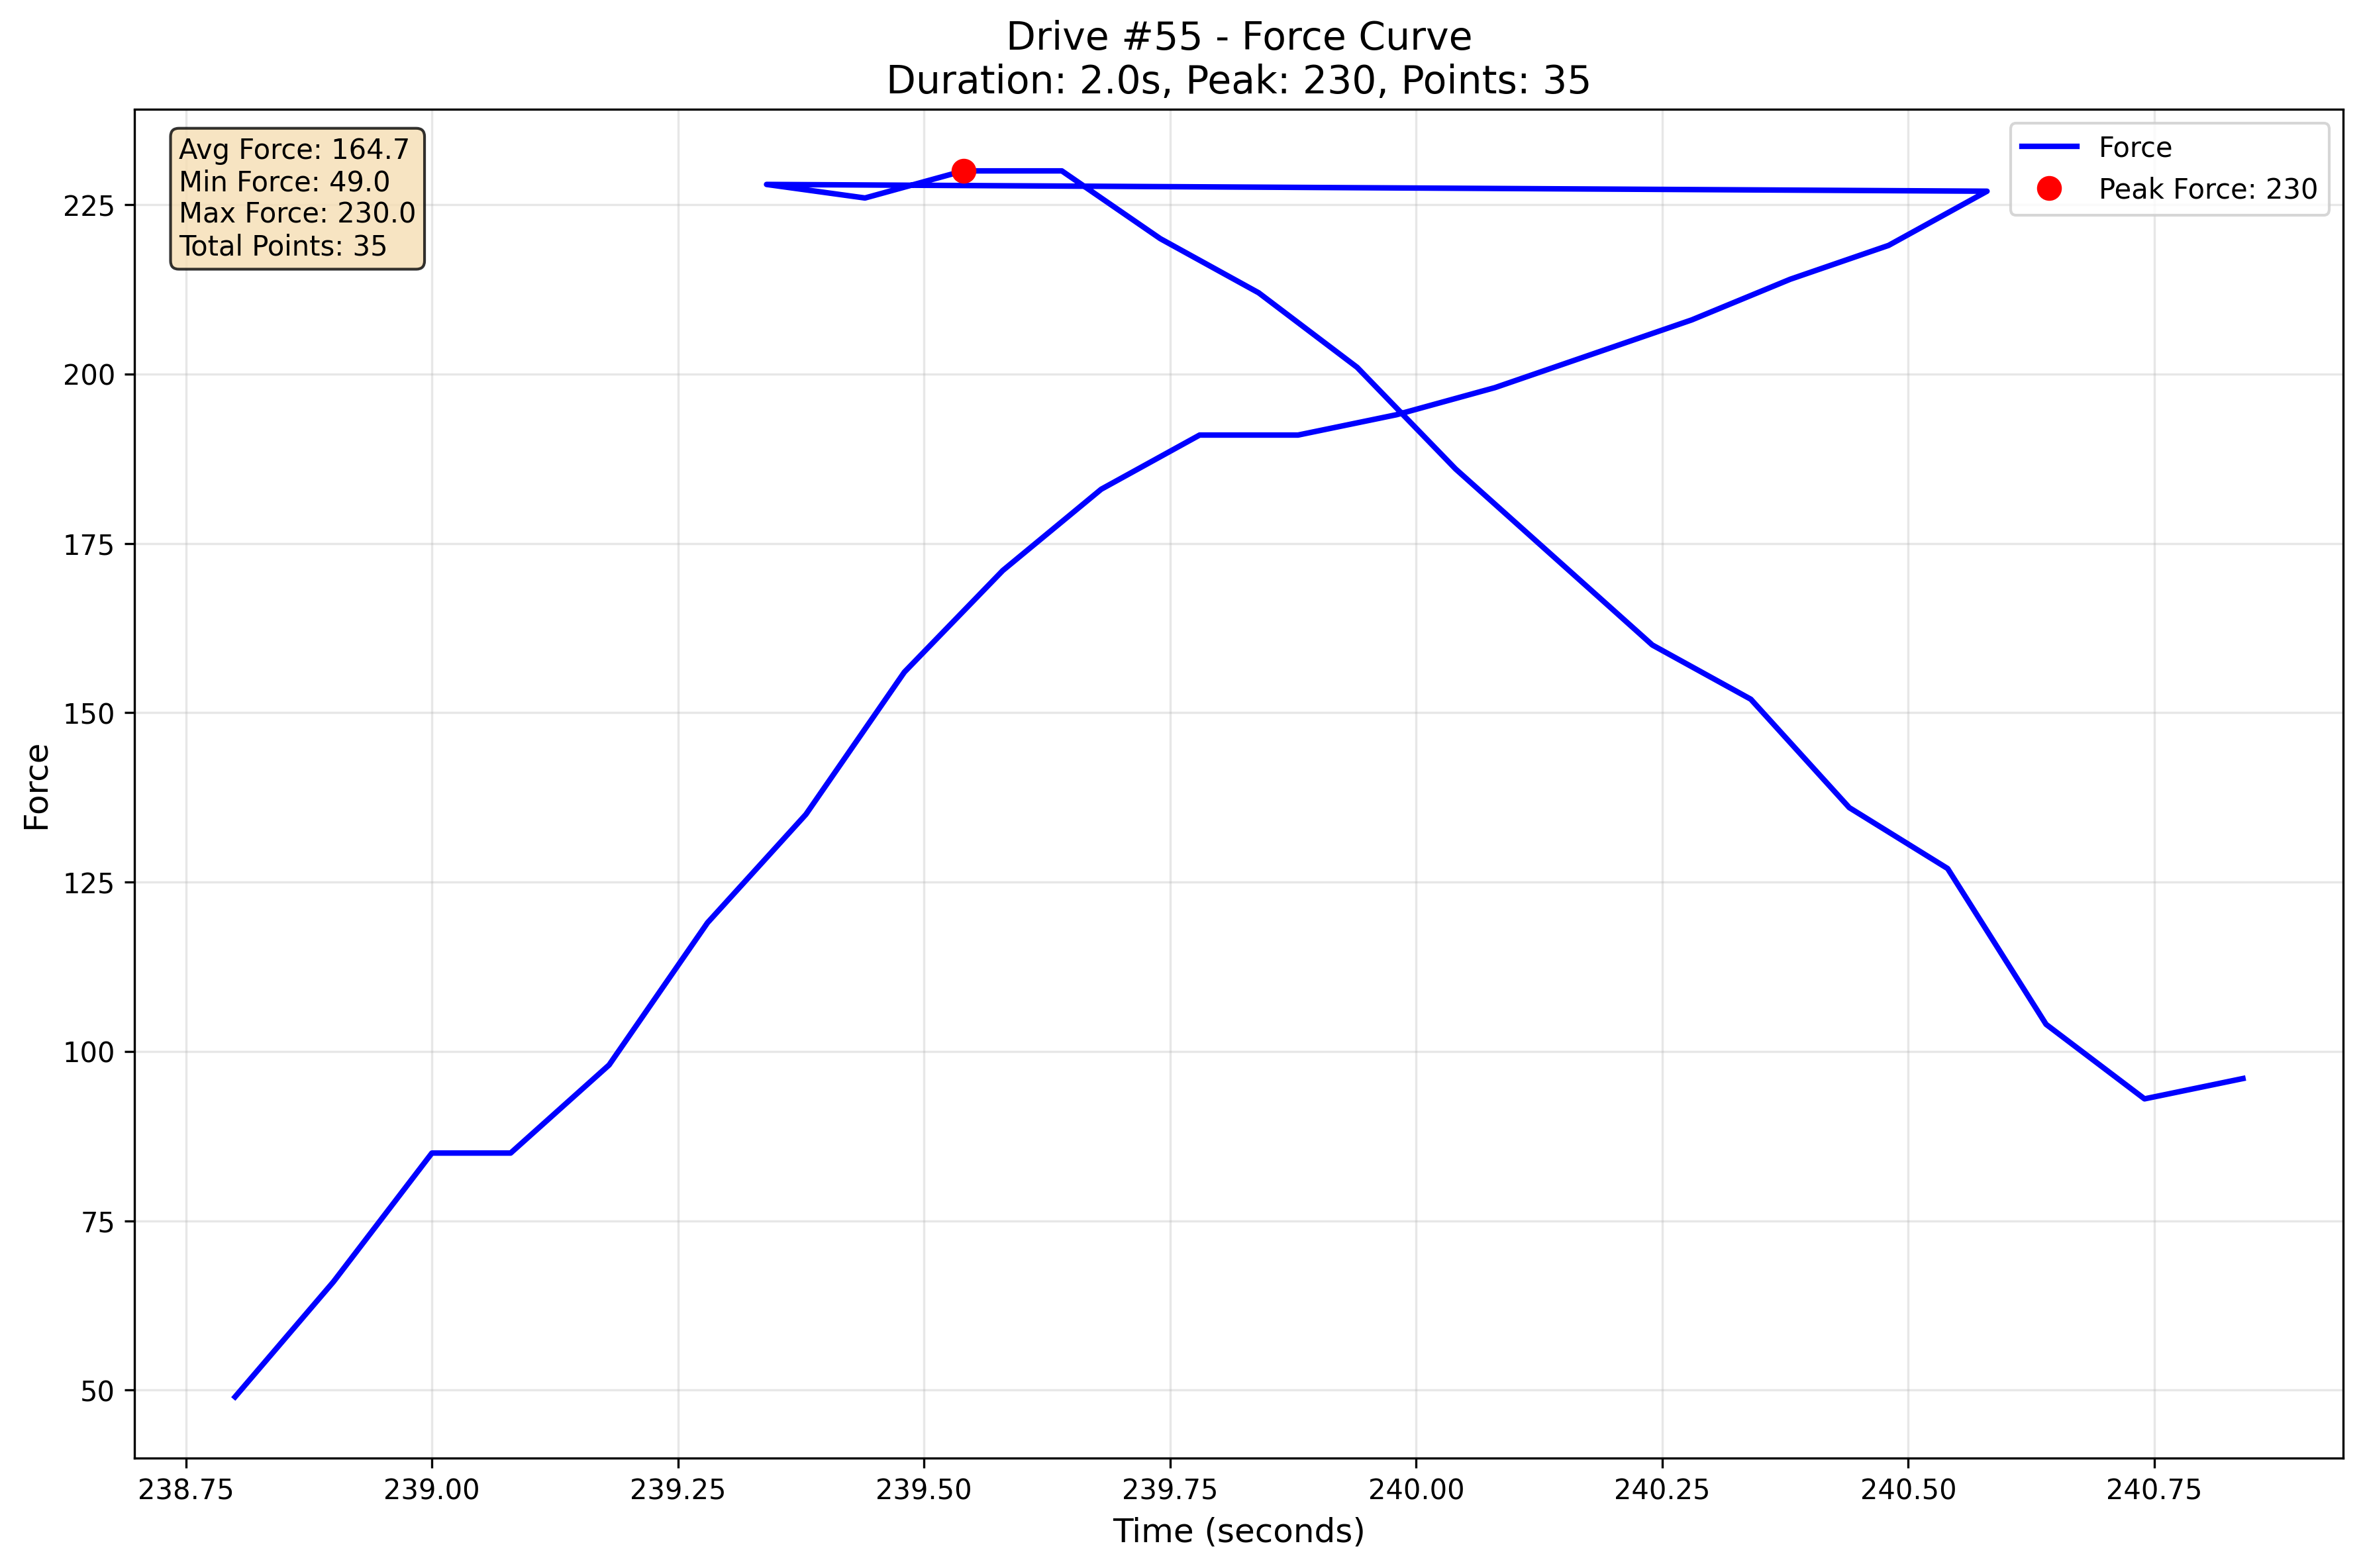 Drive #55 - Force Curve
Duration: 2.0s, Peak: 230, Points: 35
Avg Force: 164.7
Min Force: 49.0
Max Force: 230.0
Total Points: 35
Force
Peak Force: 230
225
200
175
150
125
100
75
50
Force
238.75 239.00 239.25 239.50 239.75 240.00 240.25 240.50 240.75
Time (seconds)